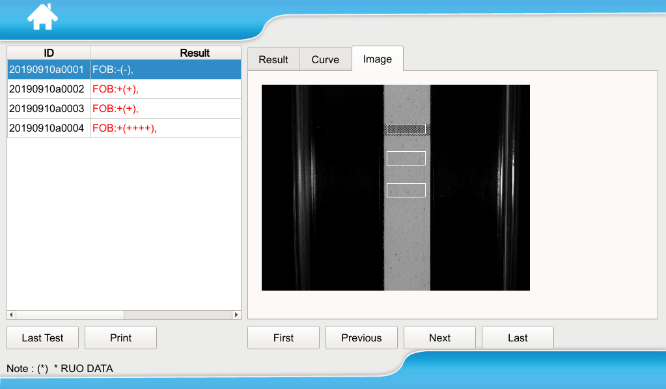 ID Result
20190910a0001 FOB:-(-),
20190910a0002 FOB:+(+),
20190910a0003 FOB:+(+),
20190910a0004 FOB:+(++++),
Result Curve Image
Last Test Print First Previous Next Last
Note : (*) * RUO DATA